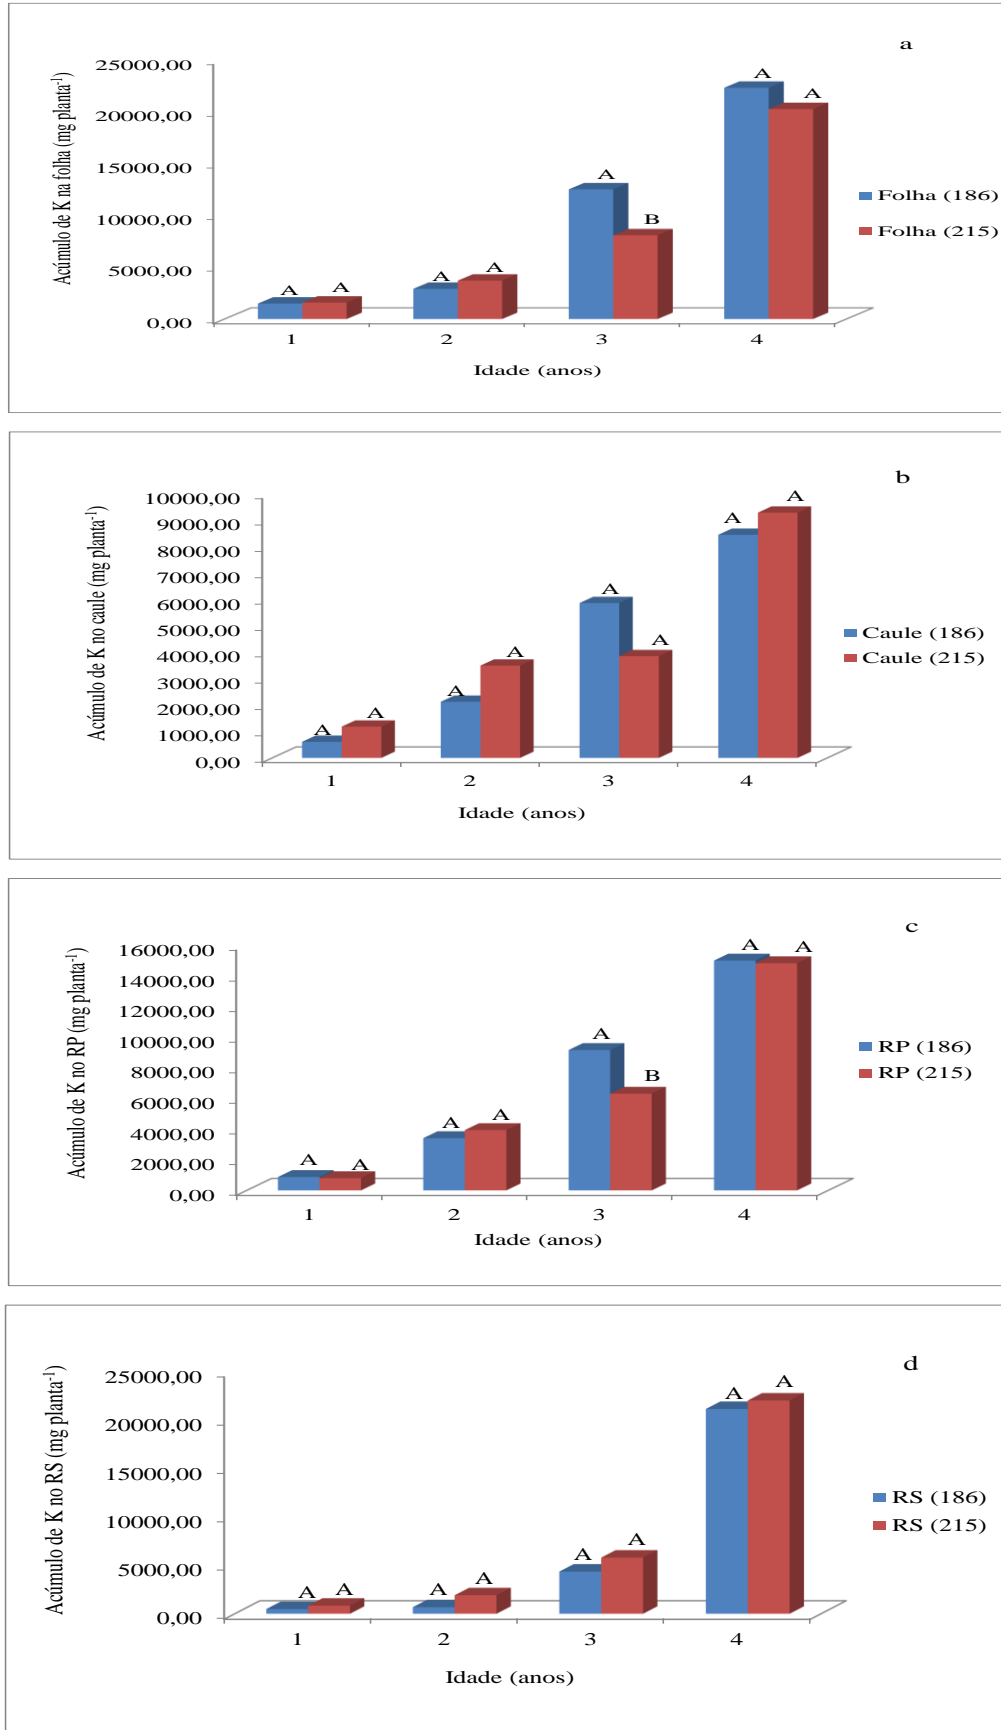 a
Acúmulo de K na folha (mg planta-1)
25000,00
20000,00
15000,00
10000,00
5000,00
0,00
A A
A A
A B
A A
1 2 3 4
Idade (anos)
Folha (186)
Folha (215)
b
Acúmulo de K no caule (mg planta-1)
10000,00
9000,00
8000,00
7000,00
6000,00
5000,00
4000,00
3000,00
2000,00
1000,00
0,00
A A
A A
A A
A A
1 2 3 4
Idade (anos)
Caule (186)
Caule (215)
c
Acúmulo de K no RP (mg planta-1)
16000,00
14000,00
12000,00
10000,00
8000,00
6000,00
4000,00
2000,00
0,00
A A
A A
A B
A A
1 2 3 4
Idade (anos)
RP (186)
RP (215)
d
Acúmulo de K no RS (mg planta-1)
25000,00
20000,00
15000,00
10000,00
5000,00
0,00
A A
A A
A A
A A
1 2 3 4
Idade (anos)
RS (186)
RS (215)